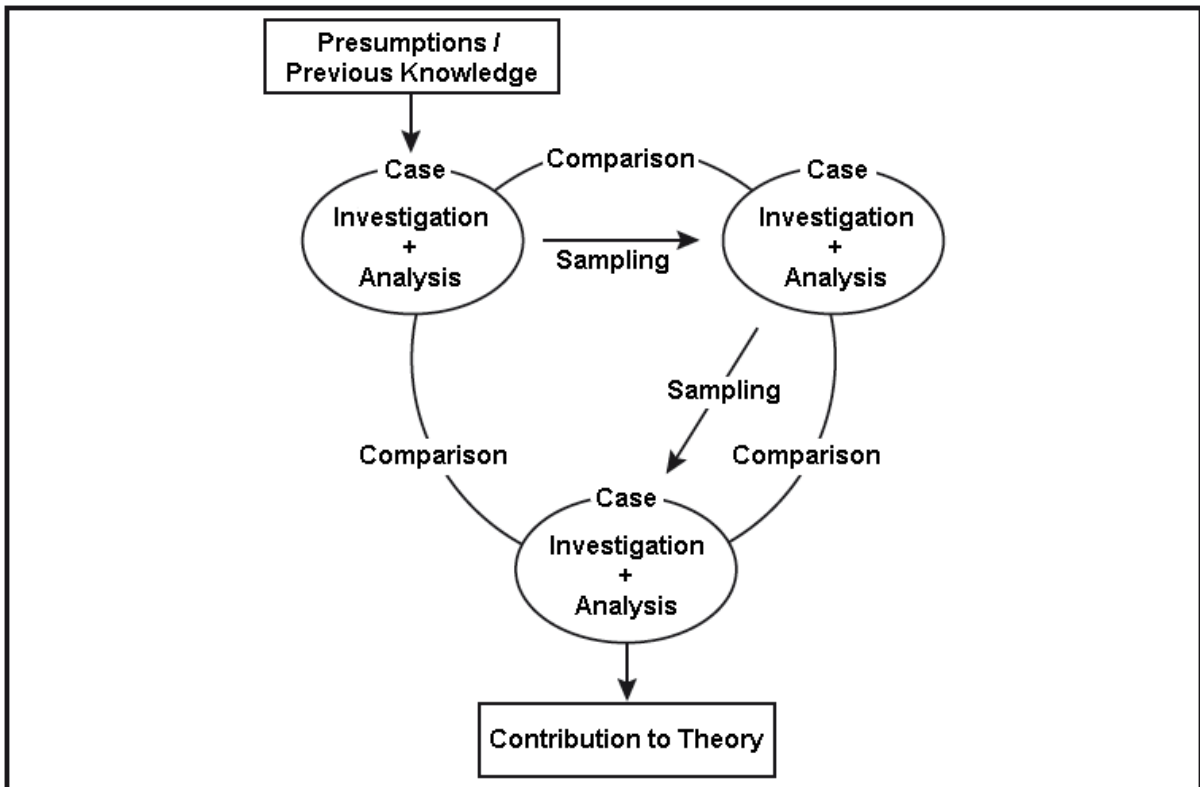 Presumptions /
Previous Knowledge
Case
Comparison
Case
Investigation
+
Analysis
Sampling
Investigation
+
Analysis
Sampling
Comparison
Comparison
Case
Investigation
+
Analysis
Contribution to Theory